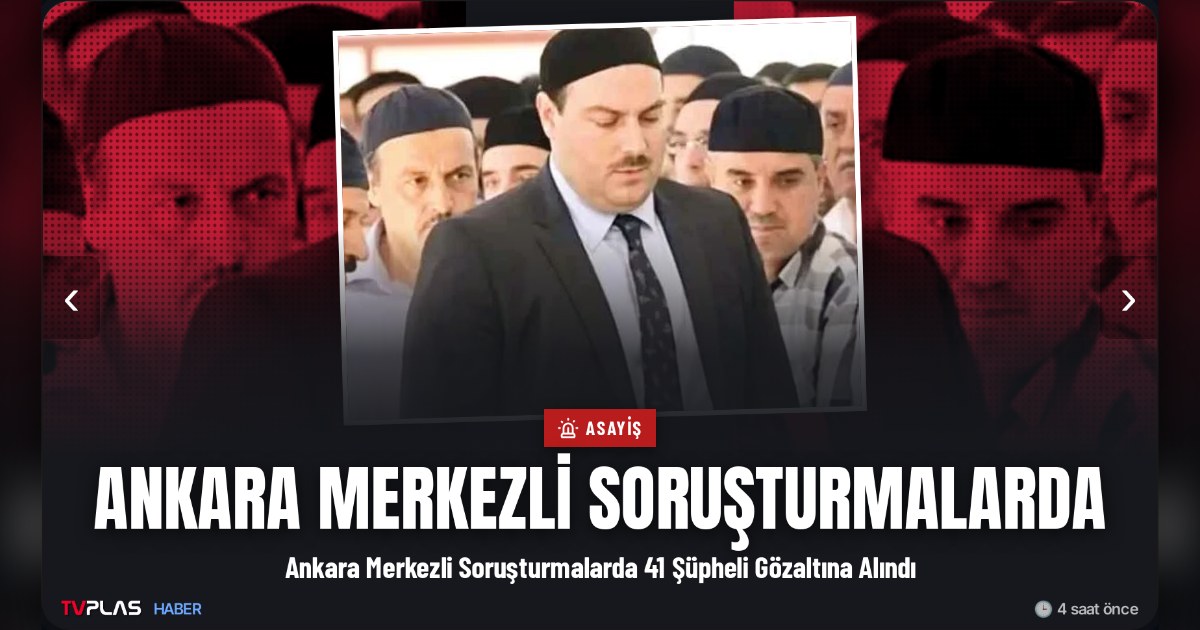 ASAYİŞ
ANKARA MERKEZLİ SORUŞTURMALARDA
Ankara Merkezli Soruşturmalarda 41 Şüpheli Gözaltına Alındı
TVPLAS HABER
4 saat önce